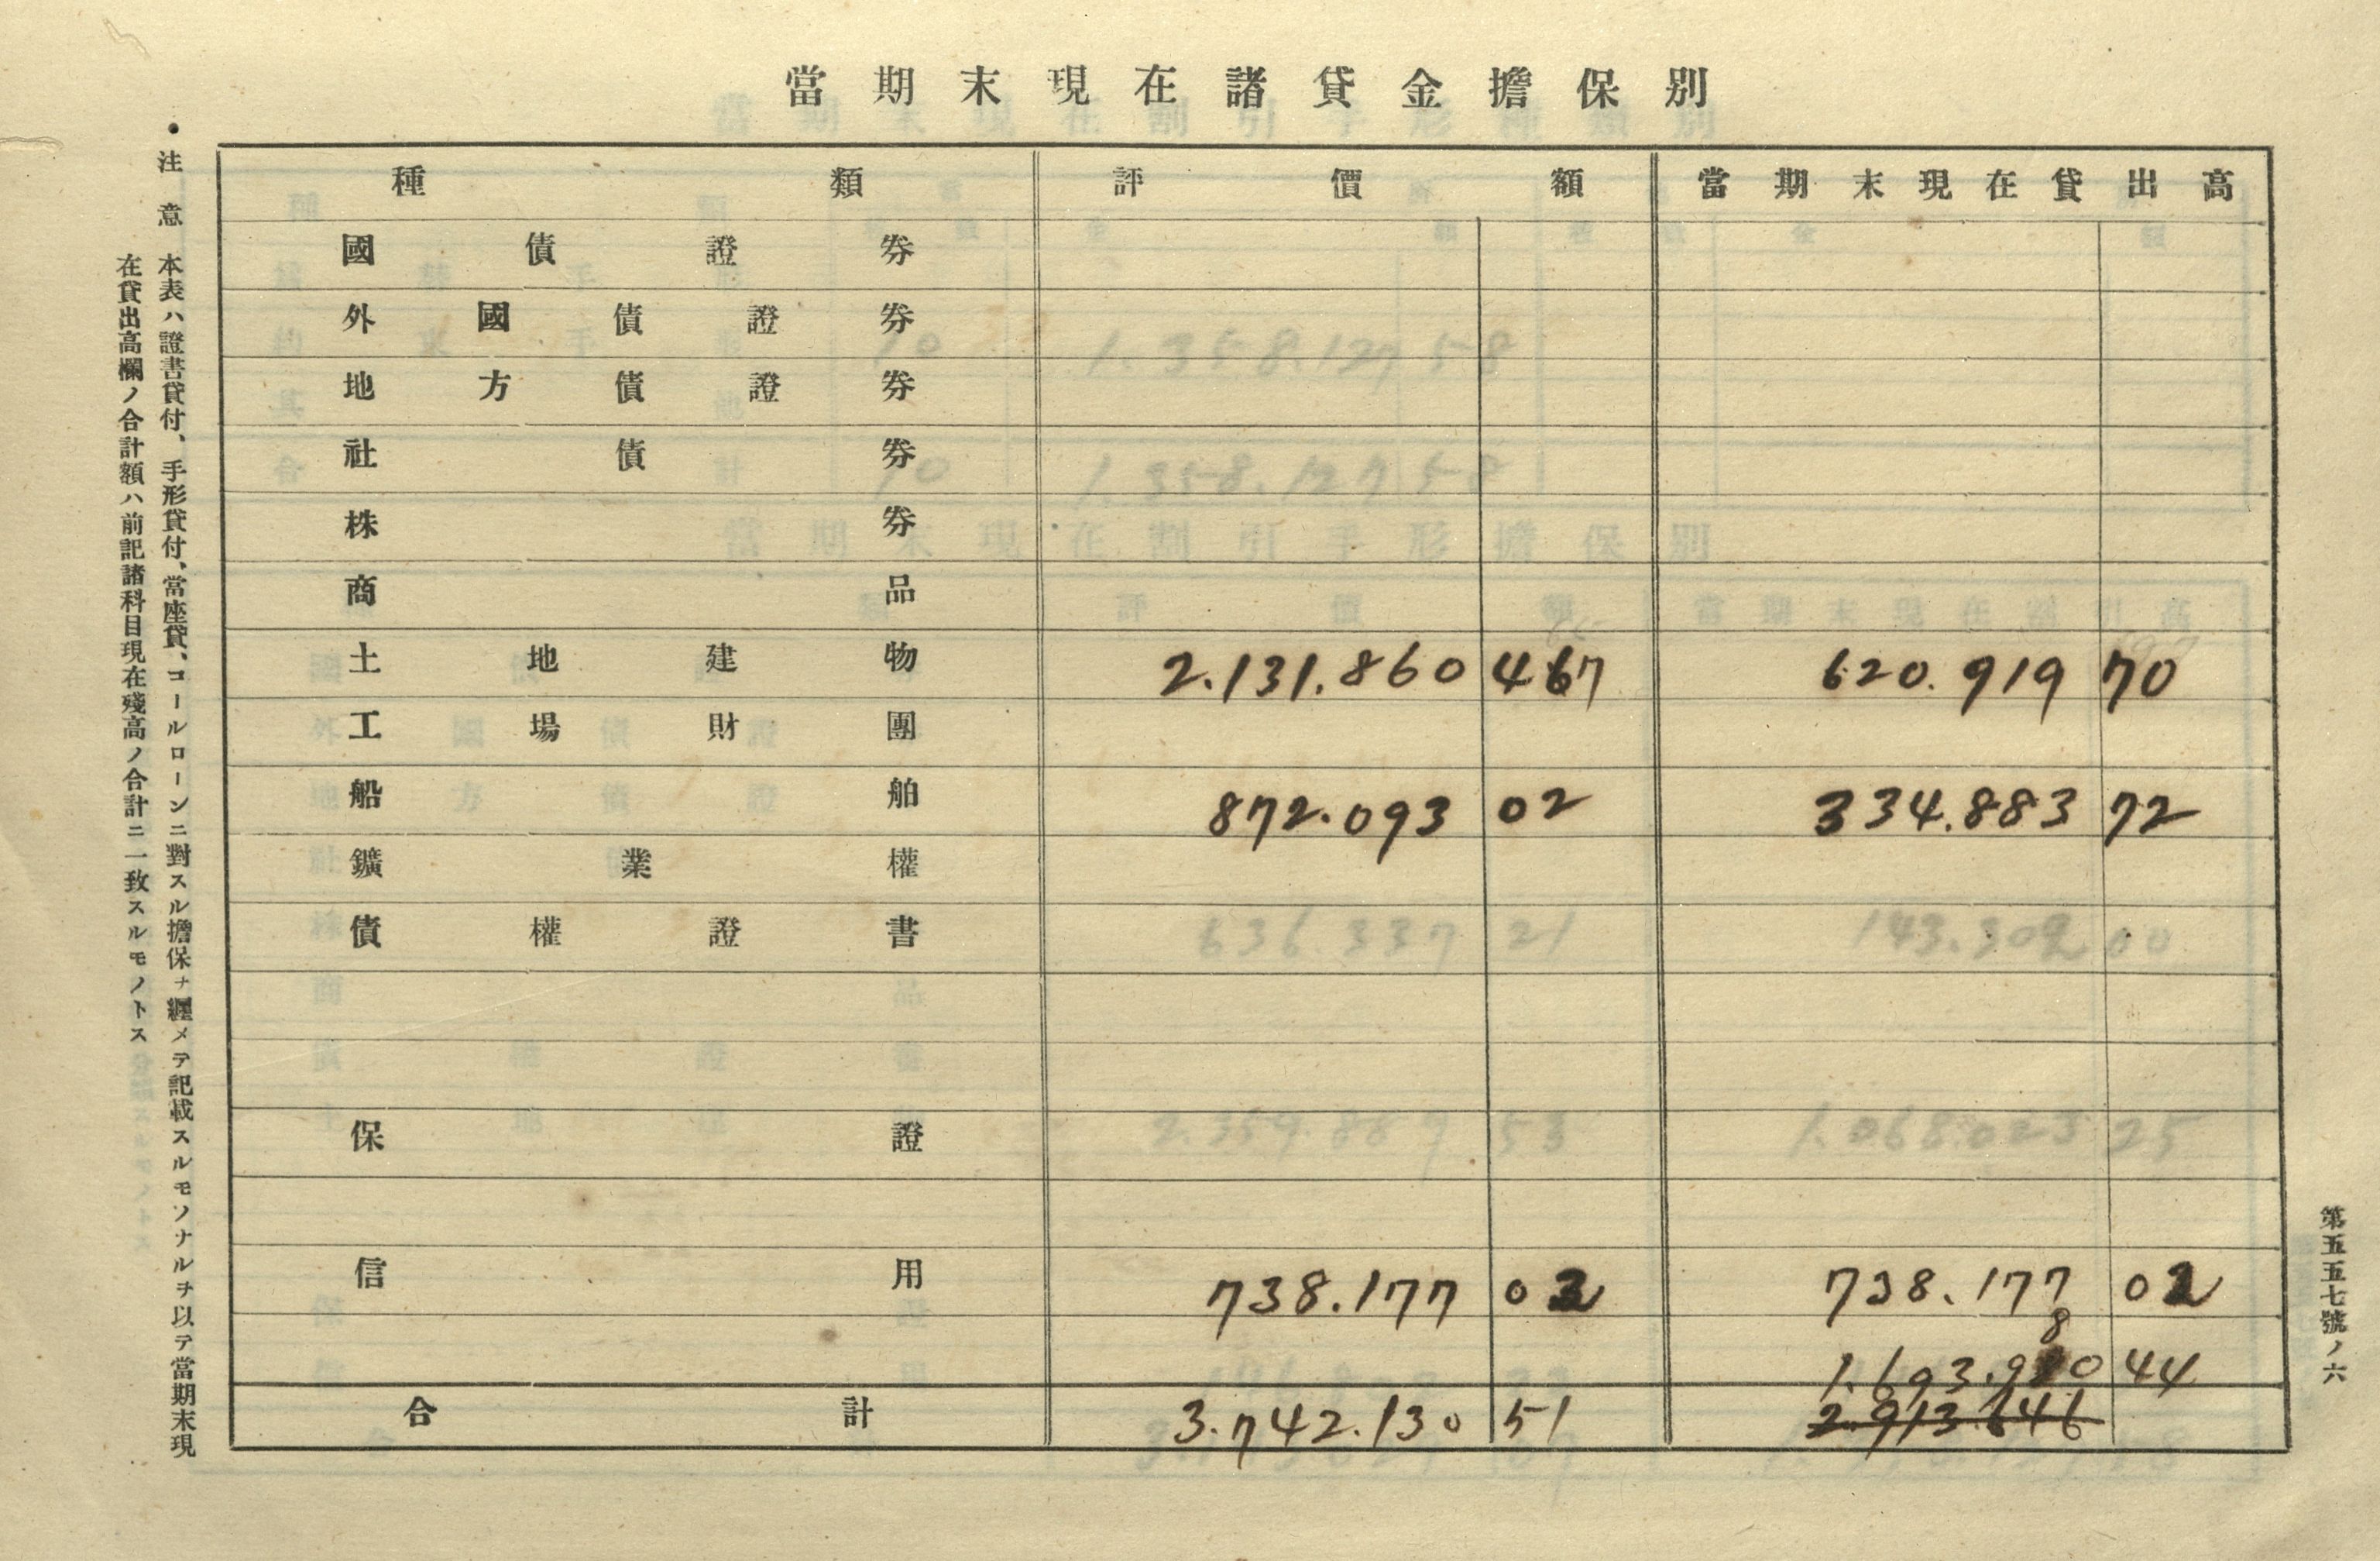 當期末現在諸貸金擔保別
種類 評價額 當期末現在貸出高
國債證券
外國債證券
地方債證券
社債券
株券
商品
土地建物 2.131.860 467 620.919 70
工場財團
船舶 872.093 02 334.883 72
鑛業權
債權證書
保證
信用 738.177 02 738.177 02
8
1.693.980 44
合計 3.742.130 51 2.913.646
注意 本表ハ證書貸付、手形貸付、當座貸、コールローンニ對スル擔保ヲ纒メテ記載スルモノナルヲ以テ當期末現
在貸出高欄ノ合計額ハ前記諸科目現在殘高ノ合計ニ一致スルモノトス
第五五七號ノ六